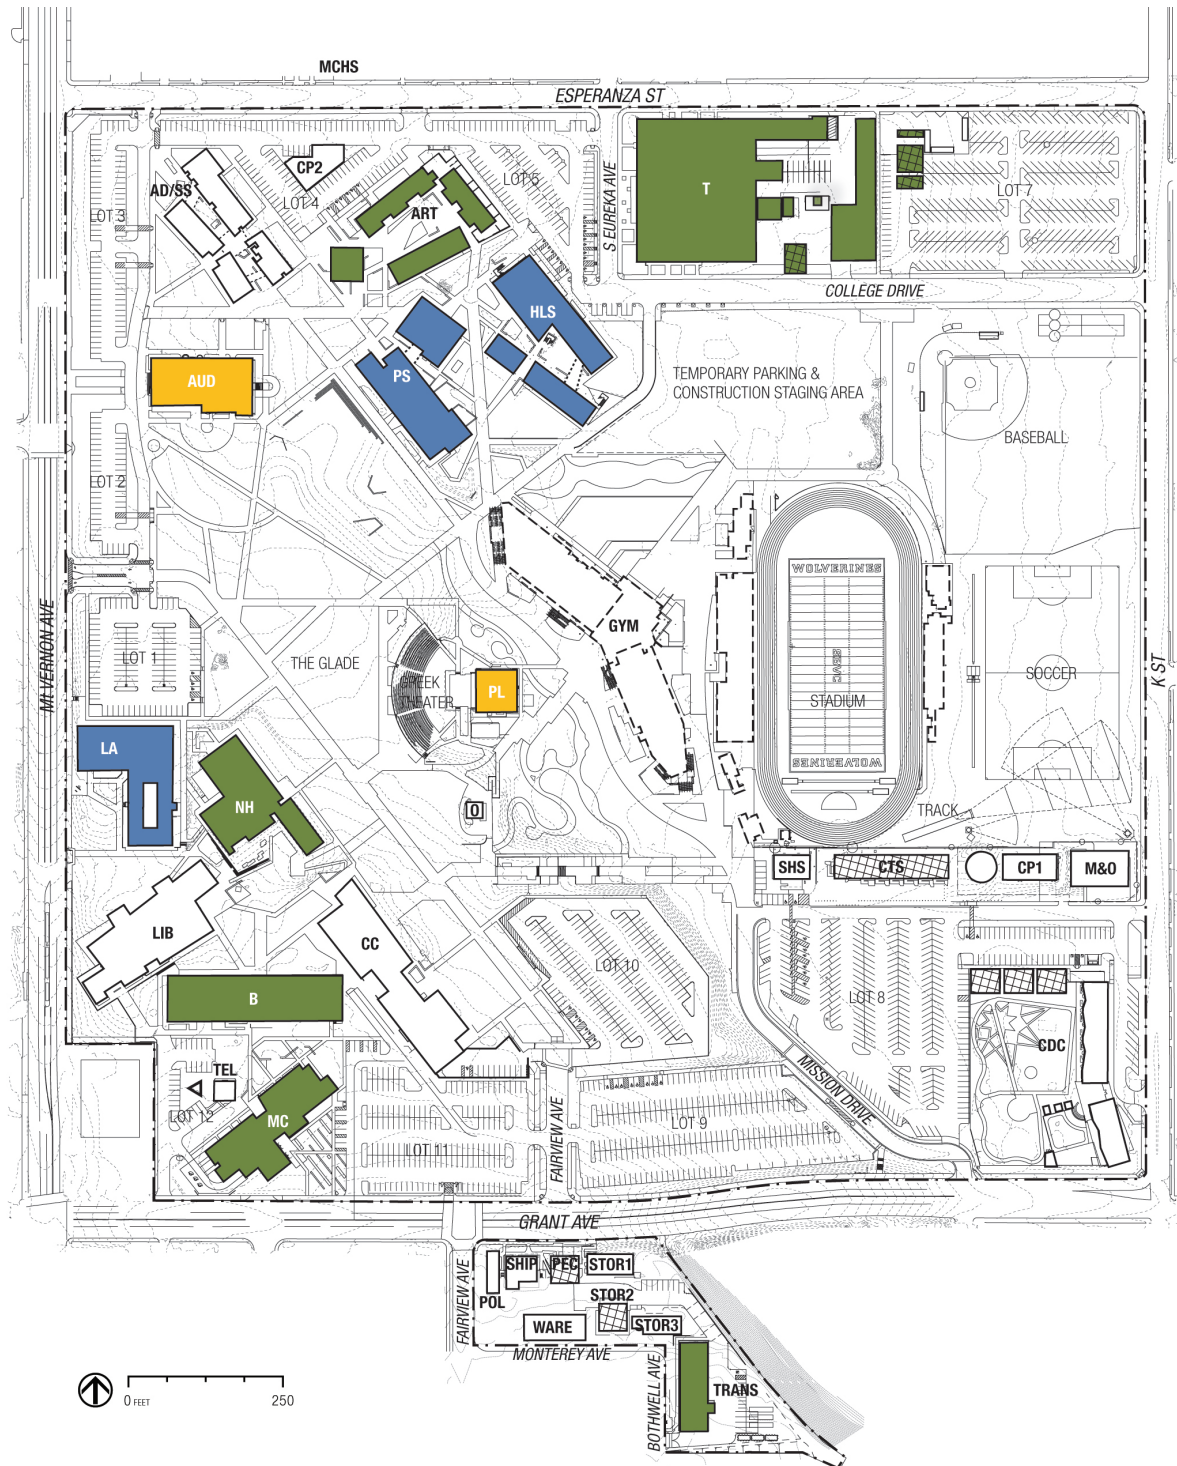 MCHS
ESPERANZA ST
CP2
AD/SS
LOT 3
LOT 4
LOT 5
ART
S EUREKA AVE
T
LOT 7
COLLEGE DRIVE
HLS
AUD
PS
TEMPORARY PARKING &
CONSTRUCTION STAGING AREA
BASEBALL
LOT 2
WOLVERINES
GYM
Mt VERNON AVE
LOT 1
THE GLADE
GREEK
THEATER
PL
SBVC
STADIUM
SOCCER
K ST
LA
NH
WOLVERINES
O
TRACK
SHS
CTS
CP1
M&O
LIB
CC
LOT 10
B
LOT 8
CDC
TEL
LOT 12
MC
LOT 11
FAIRVIEW AVE
LOT 9
MISSION DRIVE
GRANT AVE
SHIP
PEC
STOR1
POL
STOR2
FAIRVIEW AVE
WARE
STOR3
MONTEREY AVE
BOTHWELL AVE
TRANS
0 FEET
250